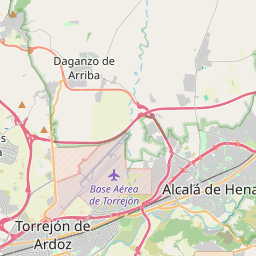 Daganzo de
Arriba
s
a
Base Aérea
de Torrejón
Alcalá de Hena
Torrejón de
Ardoz